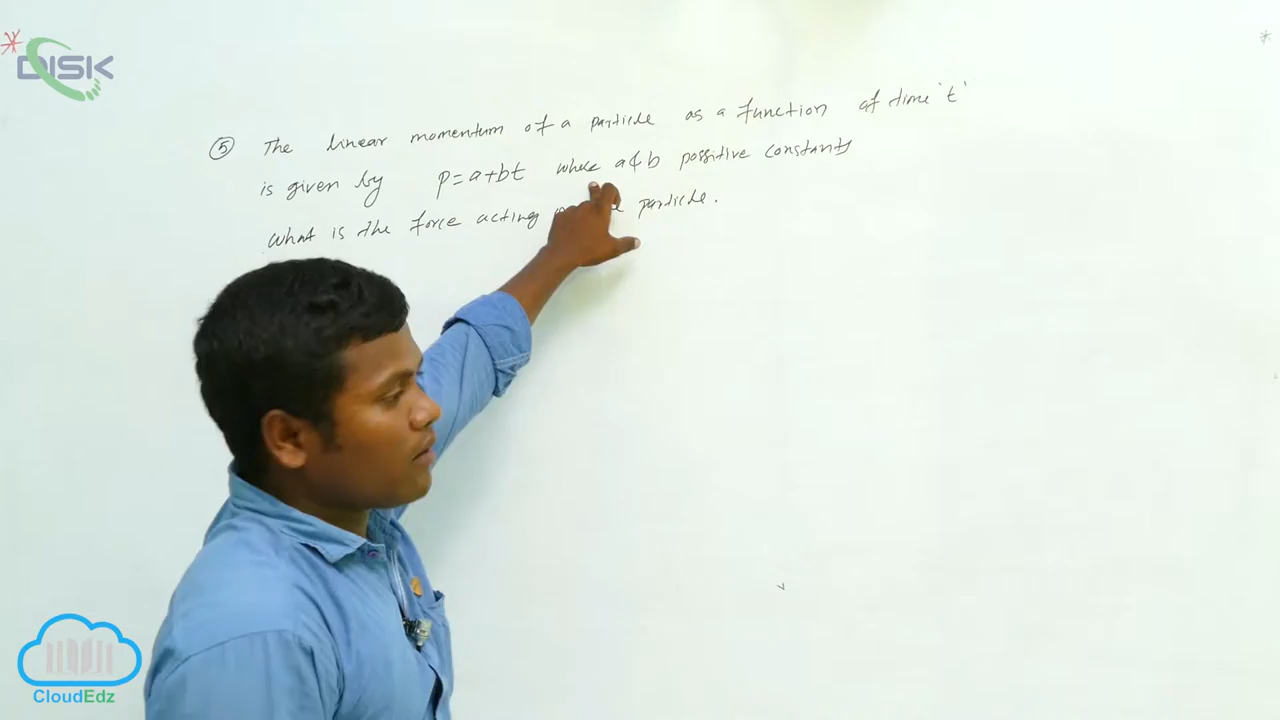 DISK
⑤ The linear momentum of a particle as a function of time 't'
is given by p = a+bt where a & b possitive constants
What is the force acting particle.
CloudEdz